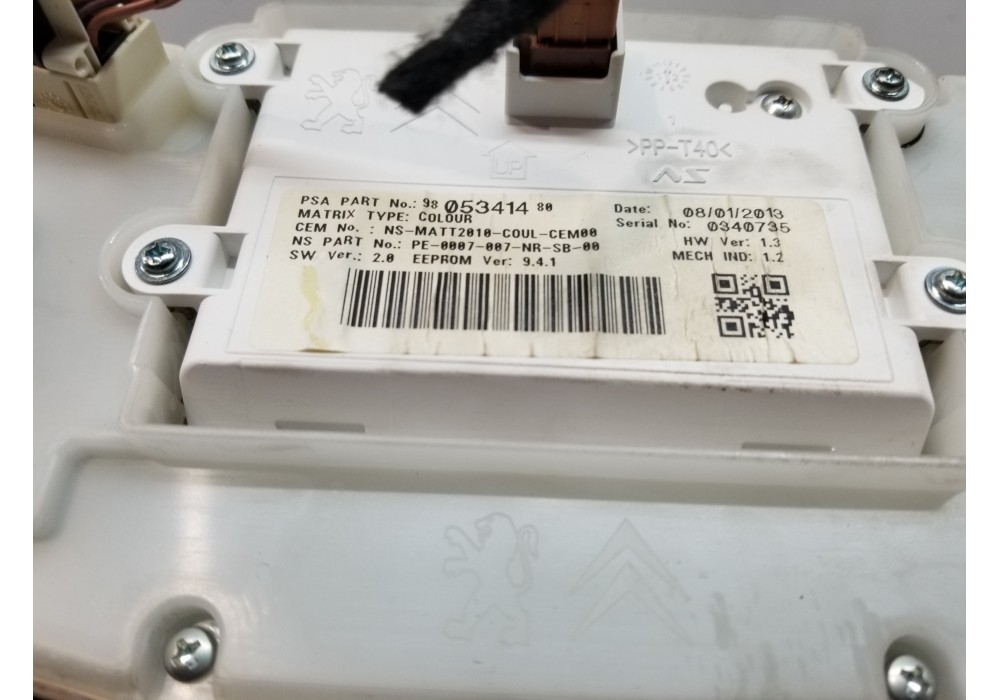 >PP-T40<
UP
PSA PART No.: 98 053414 80
MATRIX TYPE: COLOUR
CEM No. : NS-MATT2010-COUL-CEM00
NS PART No.: PE-0007-007-NR-SB-00
SW Ver.: 2.0 EEPROM Ver: 9.4.1
Date: 08/01/2013
Serial No: 0340735
HW Ver: 1.3
MECH IND: 1.2